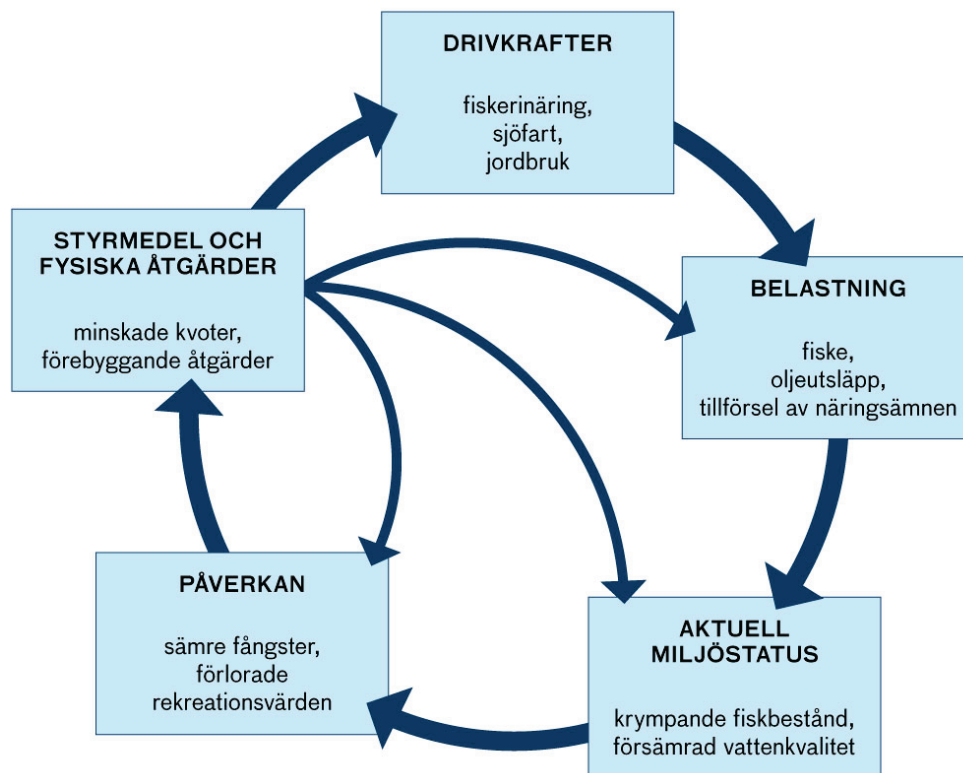 DRIVKRAFTER
fiskerinäring,
sjöfart,
jordbruk
STYRMEDEL OCH
FYSISKA ÅTGÄRDER
minskade kvoter,
förebyggande åtgärder
BELASTNING
fiske,
oljeutsläpp,
tillförsel av näringsämnen
PÅVERKAN
sämre fångster,
förlorade
rekreationsvärden
AKTUELL
MILJÖSTATUS
krympande fiskbestånd,
försämrad vattenkvalitet